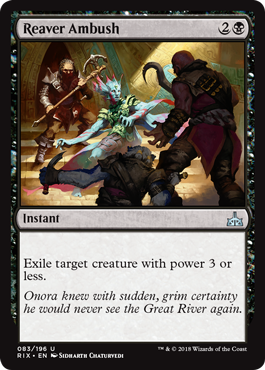 Reaver Ambush 2
Instant
Exile target creature with power 3 or
less.
Onora knew with sudden, grim certainty
he would never see the Great River again.
083/196 U
RIX • EN SIDHARTH CHATURVEDI
™ & © 2018 Wizards of the Coast